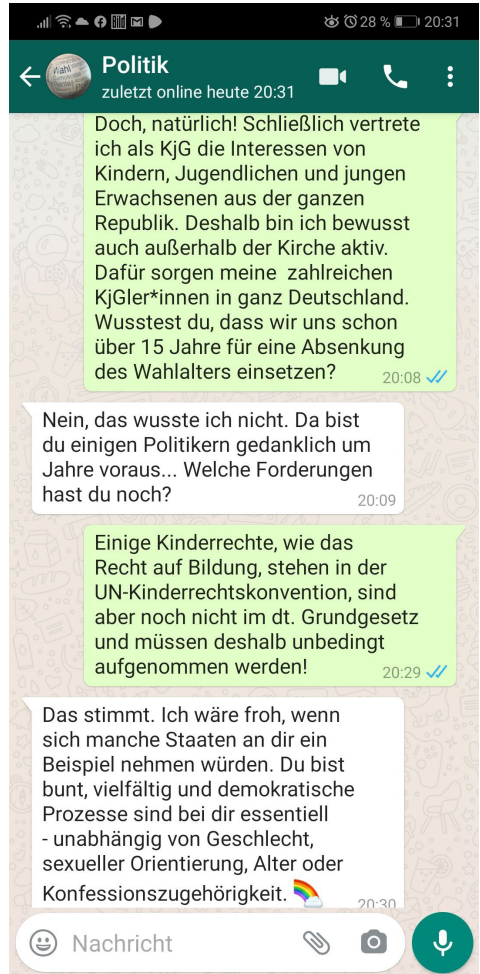 28 % 20:31
Politik
zuletzt online heute 20:31
Doch, natürlich! Schließlich vertrete
ich als KjG die Interessen von
Kindern, Jugendlichen und jungen
Erwachsenen aus der ganzen
Republik. Deshalb bin ich bewusst
auch außerhalb der Kirche aktiv.
Dafür sorgen meine zahlreichen
KjGler*innen in ganz Deutschland.
Wusstest du, dass wir uns schon
über 15 Jahre für eine Absenkung
des Wahlalters einsetzen?
20:08
Nein, das wusste ich nicht. Da bist
du einigen Politikern gedanklich um
Jahre voraus... Welche Forderungen
hast du noch?
20:09
Einige Kinderrechte, wie das
Recht auf Bildung, stehen in der
UN-Kinderrechtskonvention, sind
aber noch nicht im dt. Grundgesetz
und müssen deshalb unbedingt
aufgenommen werden!
20:29
Das stimmt. Ich wäre froh, wenn
sich manche Staaten an dir ein
Beispiel nehmen würden. Du bist
bunt, vielfältig und demokratische
Prozesse sind bei dir essentiell
- unabhängig von Geschlecht,
sexueller Orientierung, Alter oder
Konfessionszugehörigkeit. 🌈
20:30
Nachricht